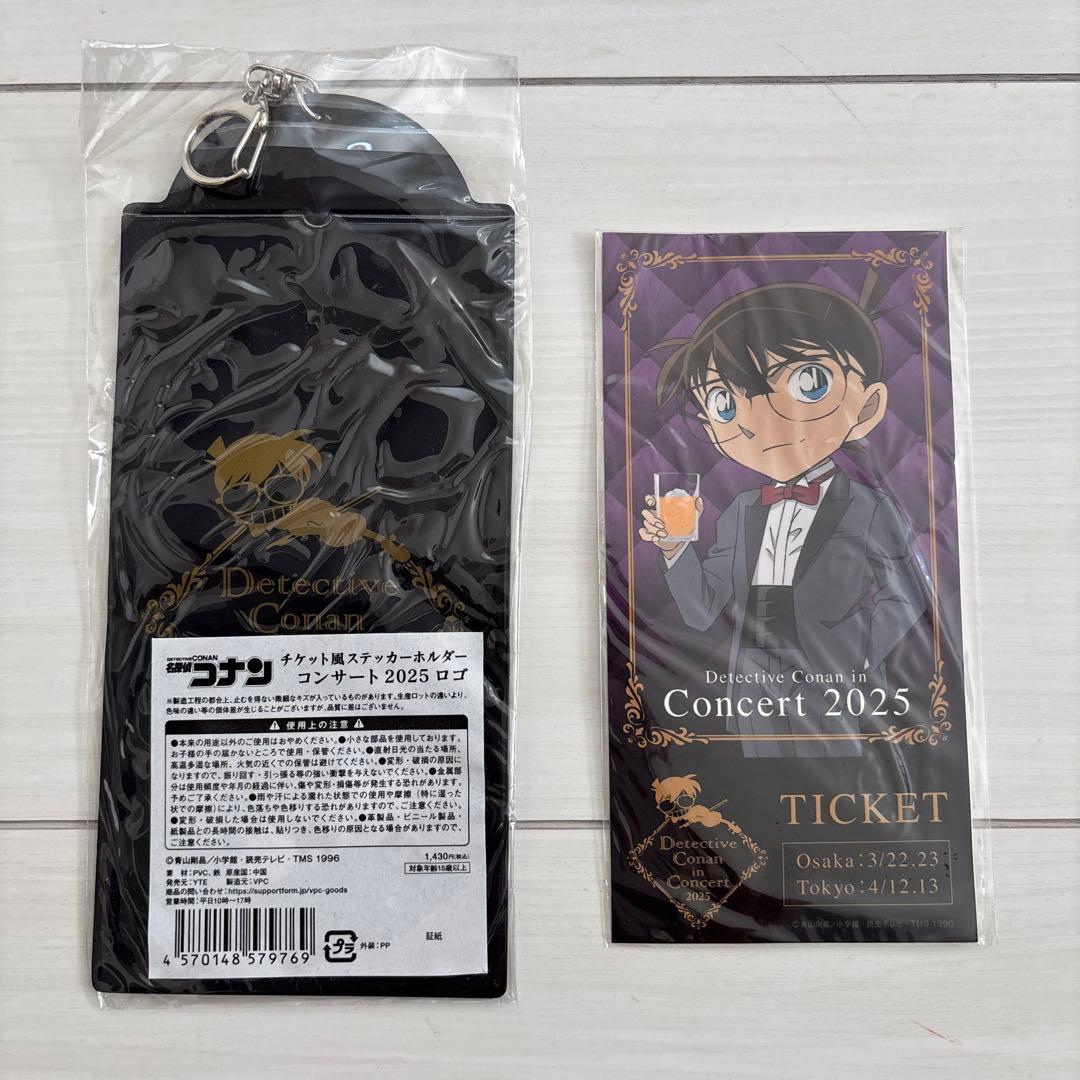 Detective
Conan
DETECTIVE CONAN
名探偵
コナン
チケット風ステッカーホルダー
コンサート2025 ロゴ
※製造工程の都合上、止むを得ない微細なキズが入っているものがあります。生産ロットの違いより、
色味の違い等の個体差が生じることがございますが、品質に差はございません。
⚠ 使用上の注意 ⚠
●本来の用途以外のご使用はおやめください。●小さな部品を使用しております。
お子様の手の届かないところで使用・保管ください。●直射日光の当たる場所、
高温多湿な場所、火気の近くでの保管は避けてください。●変形・破損の原因に
なりますので、振り回す・引っ張る等の強い衝撃を与えないでください。●金属部
分は使用頻度や年月の経過に伴い、傷や変形・損傷等が発生する恐れがあります。
予めご了承ください。●雨や汗による濡れた状態での使用や摩擦（特に湿った
状での摩擦）により、色落ちや色移りする恐れがありますので、ご注意ください。
●変形・破損した場合は使用しないでください。●革製品・ビニール製品・
紙製品との長時間の接触は、貼りつき、色移りの原因となる場合がありますので、
ご注意ください。
©青山剛昌／小学館・読売テレビ・TMS 1996
1,430円(税込)
素　材：PVC、鉄　原産国：中国
対象年齢15歳以上
発売元：YTE　製造元：VPC
商品の問い合わせ：https://supportform.jp/vpc-goods
営業時間：平日10時〜17時
4 570148 579769
プラ
外装：PP
証紙
Detective Conan in
Concert 2025
TICKET
Detective
Conan
in
Concert
2025
Osaka:3/22.23
Tokyo:4/12.13
©青山剛昌／小学館・読売テレビ・TMS 1996